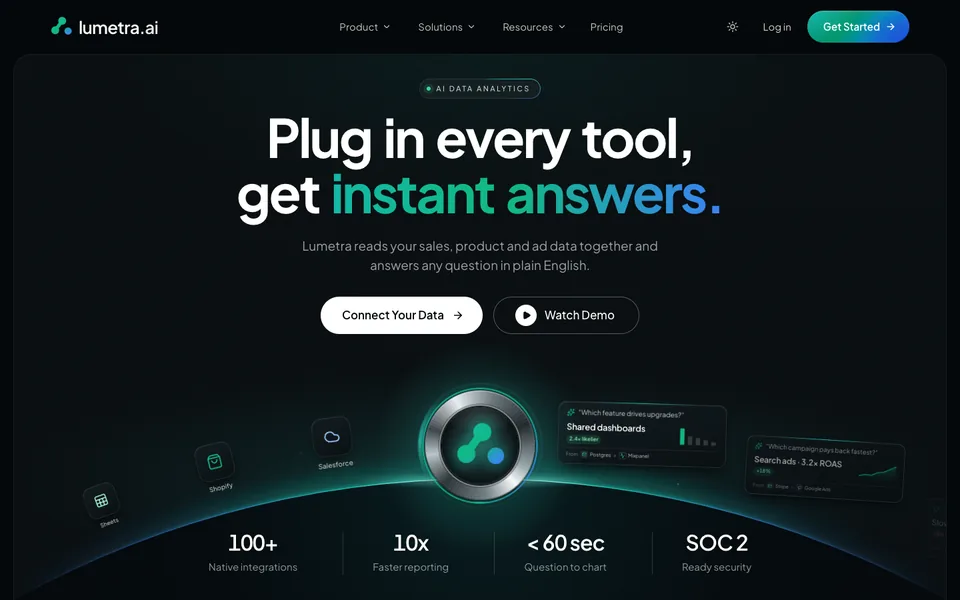 lumetra.ai
Product
Solutions
Resources
Pricing
Log in
Get Started
AI DATA ANALYTICS
Plug in every tool,
get instant answers.
Lumetra reads your sales, product and ad data together and
answers any question in plain English.
Connect Your Data
Watch Demo
Sheets
Shopify
Salesforce
"Which feature drives upgrades?"
Shared dashboards
2.4× likelier
From Postgres + Mixpanel
"Which campaign pays back fastest?"
Search ads · 3.2× ROAS
+18%
From Stripe + Google Ads
100+
Native integrations
10x
Faster reporting
< 60 sec
Question to chart
SOC 2
Ready security